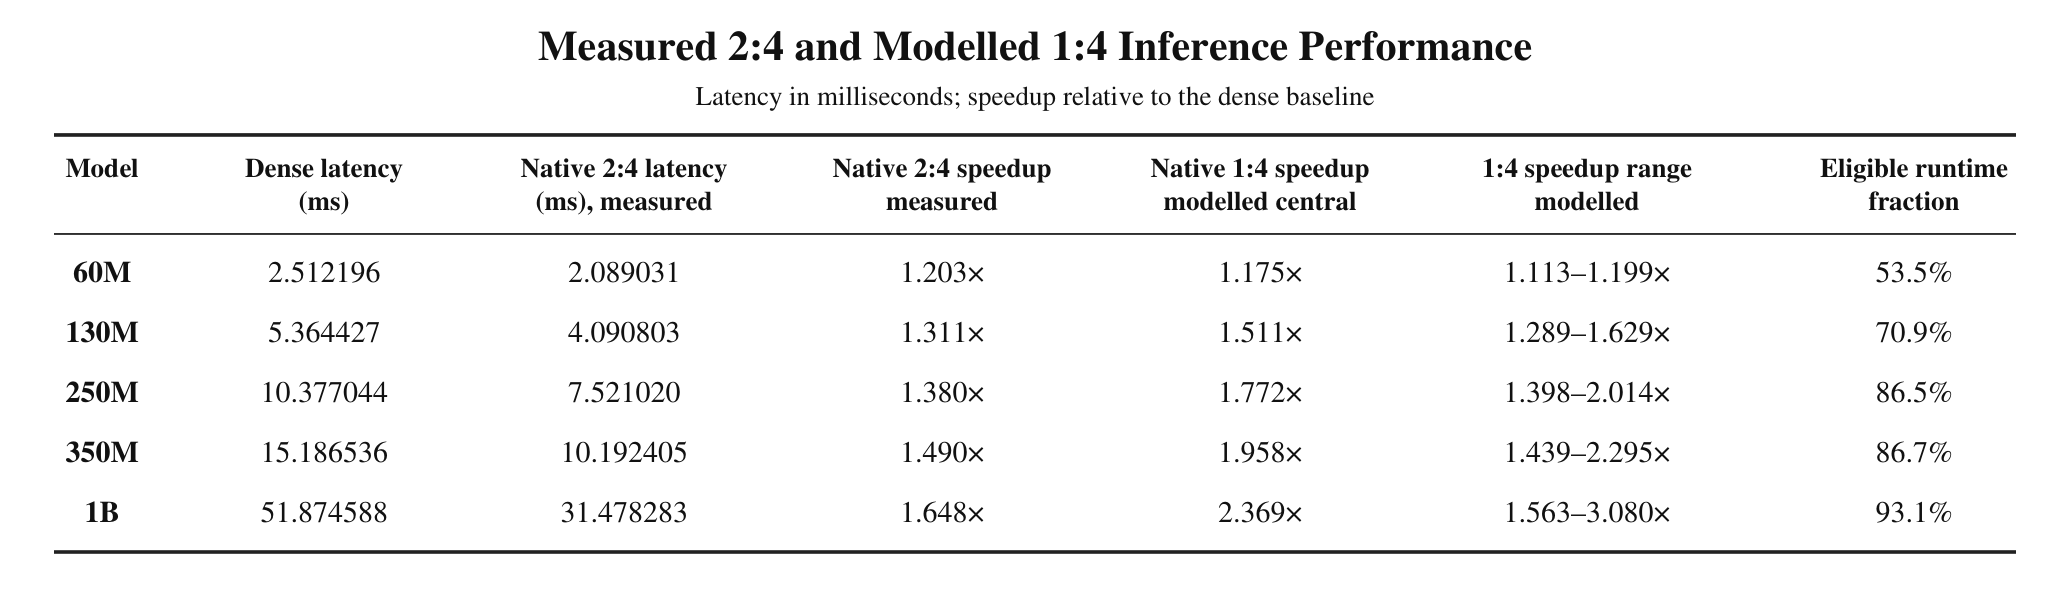 Measured 2:4 and Modelled 1:4 Inference Performance
Latency in milliseconds; speedup relative to the dense baseline
Model Dense latency (ms) Native 2:4 latency (ms), measured Native 2:4 speedup measured Native 1:4 speedup modelled central 1:4 speedup range modelled Eligible runtime fraction
60M 2.512196 2.089031 1.203× 1.175× 1.113–1.199× 53.5%
130M 5.364427 4.090803 1.311× 1.511× 1.289–1.629× 70.9%
250M 10.377044 7.521020 1.380× 1.772× 1.398–2.014× 86.5%
350M 15.186536 10.192405 1.490× 1.958× 1.439–2.295× 86.7%
1B 51.874588 31.478283 1.648× 2.369× 1.563–3.080× 93.1%